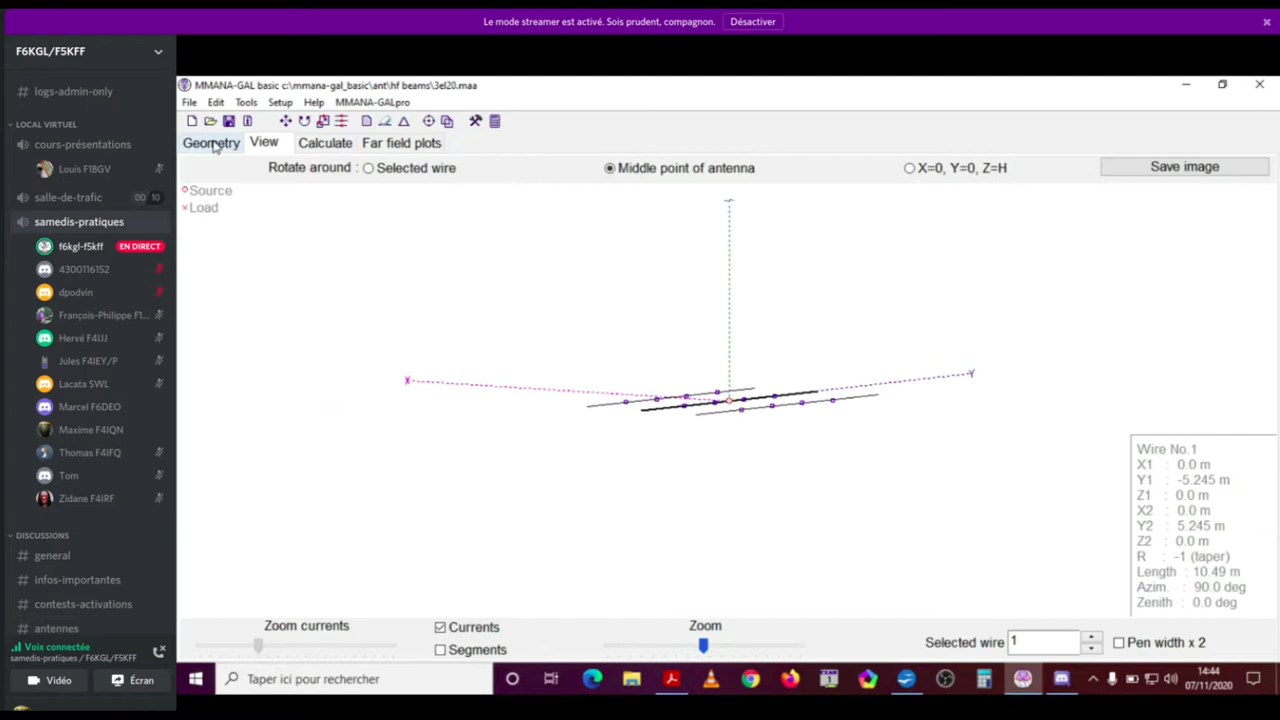 Le mode streamer est activé. Sois prudent, compagnon. Désactiver
F6KGL/F5KFF
logs-admin-only
LOCAL VIRTUEL
cours-présentations
Louis F1BGV
salle-de-trafic 00 10
samedis-pratiques
f6kgl-f5kff EN DIRECT
4300116152
dpodvin
François-Philippe F1...
Hervé F4IJJ
Jules F4IEY/P
Lacata SWL
Marcel F6DEO
Maxime F4IQN
Thomas F4IFQ
Tom
Zidane F4IRF
DISCUSSIONS
general
infos-importantes
contests-activations
antennes
Voix connectée
samedis-pratiques / F6KGL/F5KFF
Vidéo Écran
MMANA-GAL basic c:\mmana-gal_basic\ant\hf beams\3el20.maa
File Edit Tools Setup Help MMANA-GALpro
Geometry View Calculate Far field plots
Rotate around : Selected wire Middle point of antenna X=0, Y=0, Z=H Save image
Source
Load
X
Y
Wire No.1
X1 : 0.0 m
Y1 : -5.245 m
Z1 : 0.0 m
X2 : 0.0 m
Y2 : 5.245 m
Z2 : 0.0 m
R : -1 (taper)
Length : 10.49 m
Azim. : 90.0 deg
Zenith : 0.0 deg
Zoom currents Currents Zoom
Segments
Selected wire 1 Pen width x 2
Taper ici pour rechercher
14:44
07/11/2020